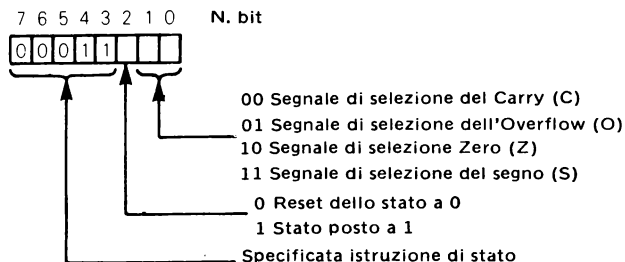 7 6 5 4 3 2 1 0 N. bit
0 0 0 1 1
00 Segnale di selezione del Carry (C)
01 Segnale di selezione dell'Overflow (O)
10 Segnale di selezione Zero (Z)
11 Segnale di selezione del segno (S)
0 Reset dello stato a 0
1 Stato posto a 1
Specificata istruzione di stato